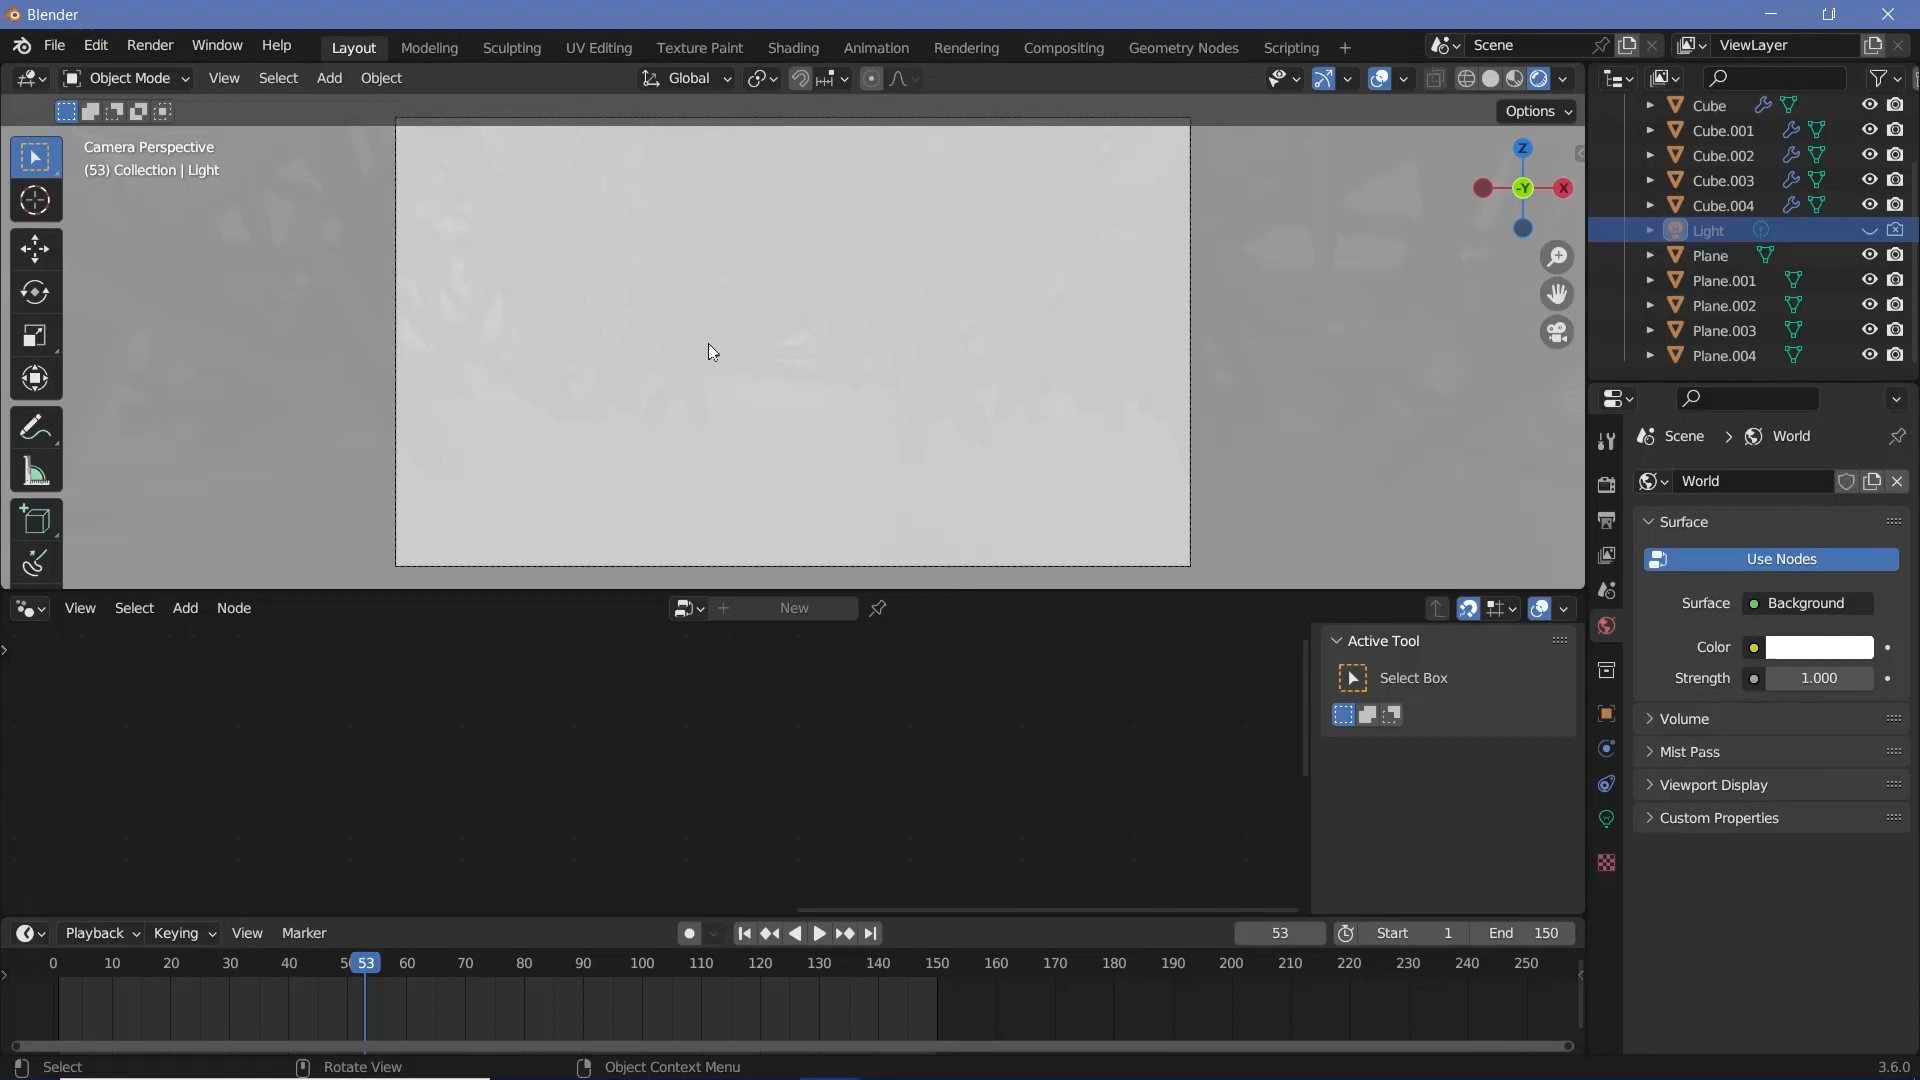 Blender
File Edit Render Window Help Layout Modeling Sculpting UV Editing Texture Paint Shading Animation Rendering Compositing Geometry Nodes Scripting + Scene ViewLayer
Object Mode View Select Add Object Global
Options
Camera Perspective
(53) Collection | Light
Z
-Y X
Cube
Cube.001
Cube.002
Cube.003
Cube.004
Light
Plane
Plane.001
Plane.002
Plane.003
Plane.004
Scene > World
World
Surface
Use Nodes
Surface Background
Color
Strength 1.000
Volume
Mist Pass
Viewport Display
Custom Properties
View Select Add Node + New
Active Tool
Select Box
Playback Keying View Marker 53 Start 1 End 150
0 10 20 30 40 53 60 70 80 90 100 110 120 130 140 150 160 170 180 190 200 210 220 230 240 250
Select Rotate View Object Context Menu 3.6.0